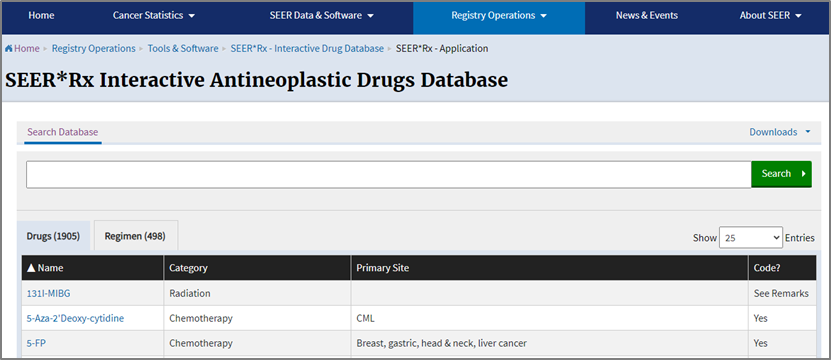 Home Cancer Statistics ▼ SEER Data & Software ▼ Registry Operations ▼ News & Events About SEER ▼
Home ▸ Registry Operations ▸ Tools & Software ▸ SEER*Rx - Interactive Drug Database ▸ SEER*Rx - Application
SEER*Rx Interactive Antineoplastic Drugs Database
Search Database Downloads ▼
Search
Drugs (1905) Regimen (498) Show 25 Entries
▲ Name Category Primary Site Code?
131I-MIBG Radiation See Remarks
5-Aza-2'Deoxy-cytidine Chemotherapy CML Yes
5-FP Chemotherapy Breast, gastric, head & neck, liver cancer Yes